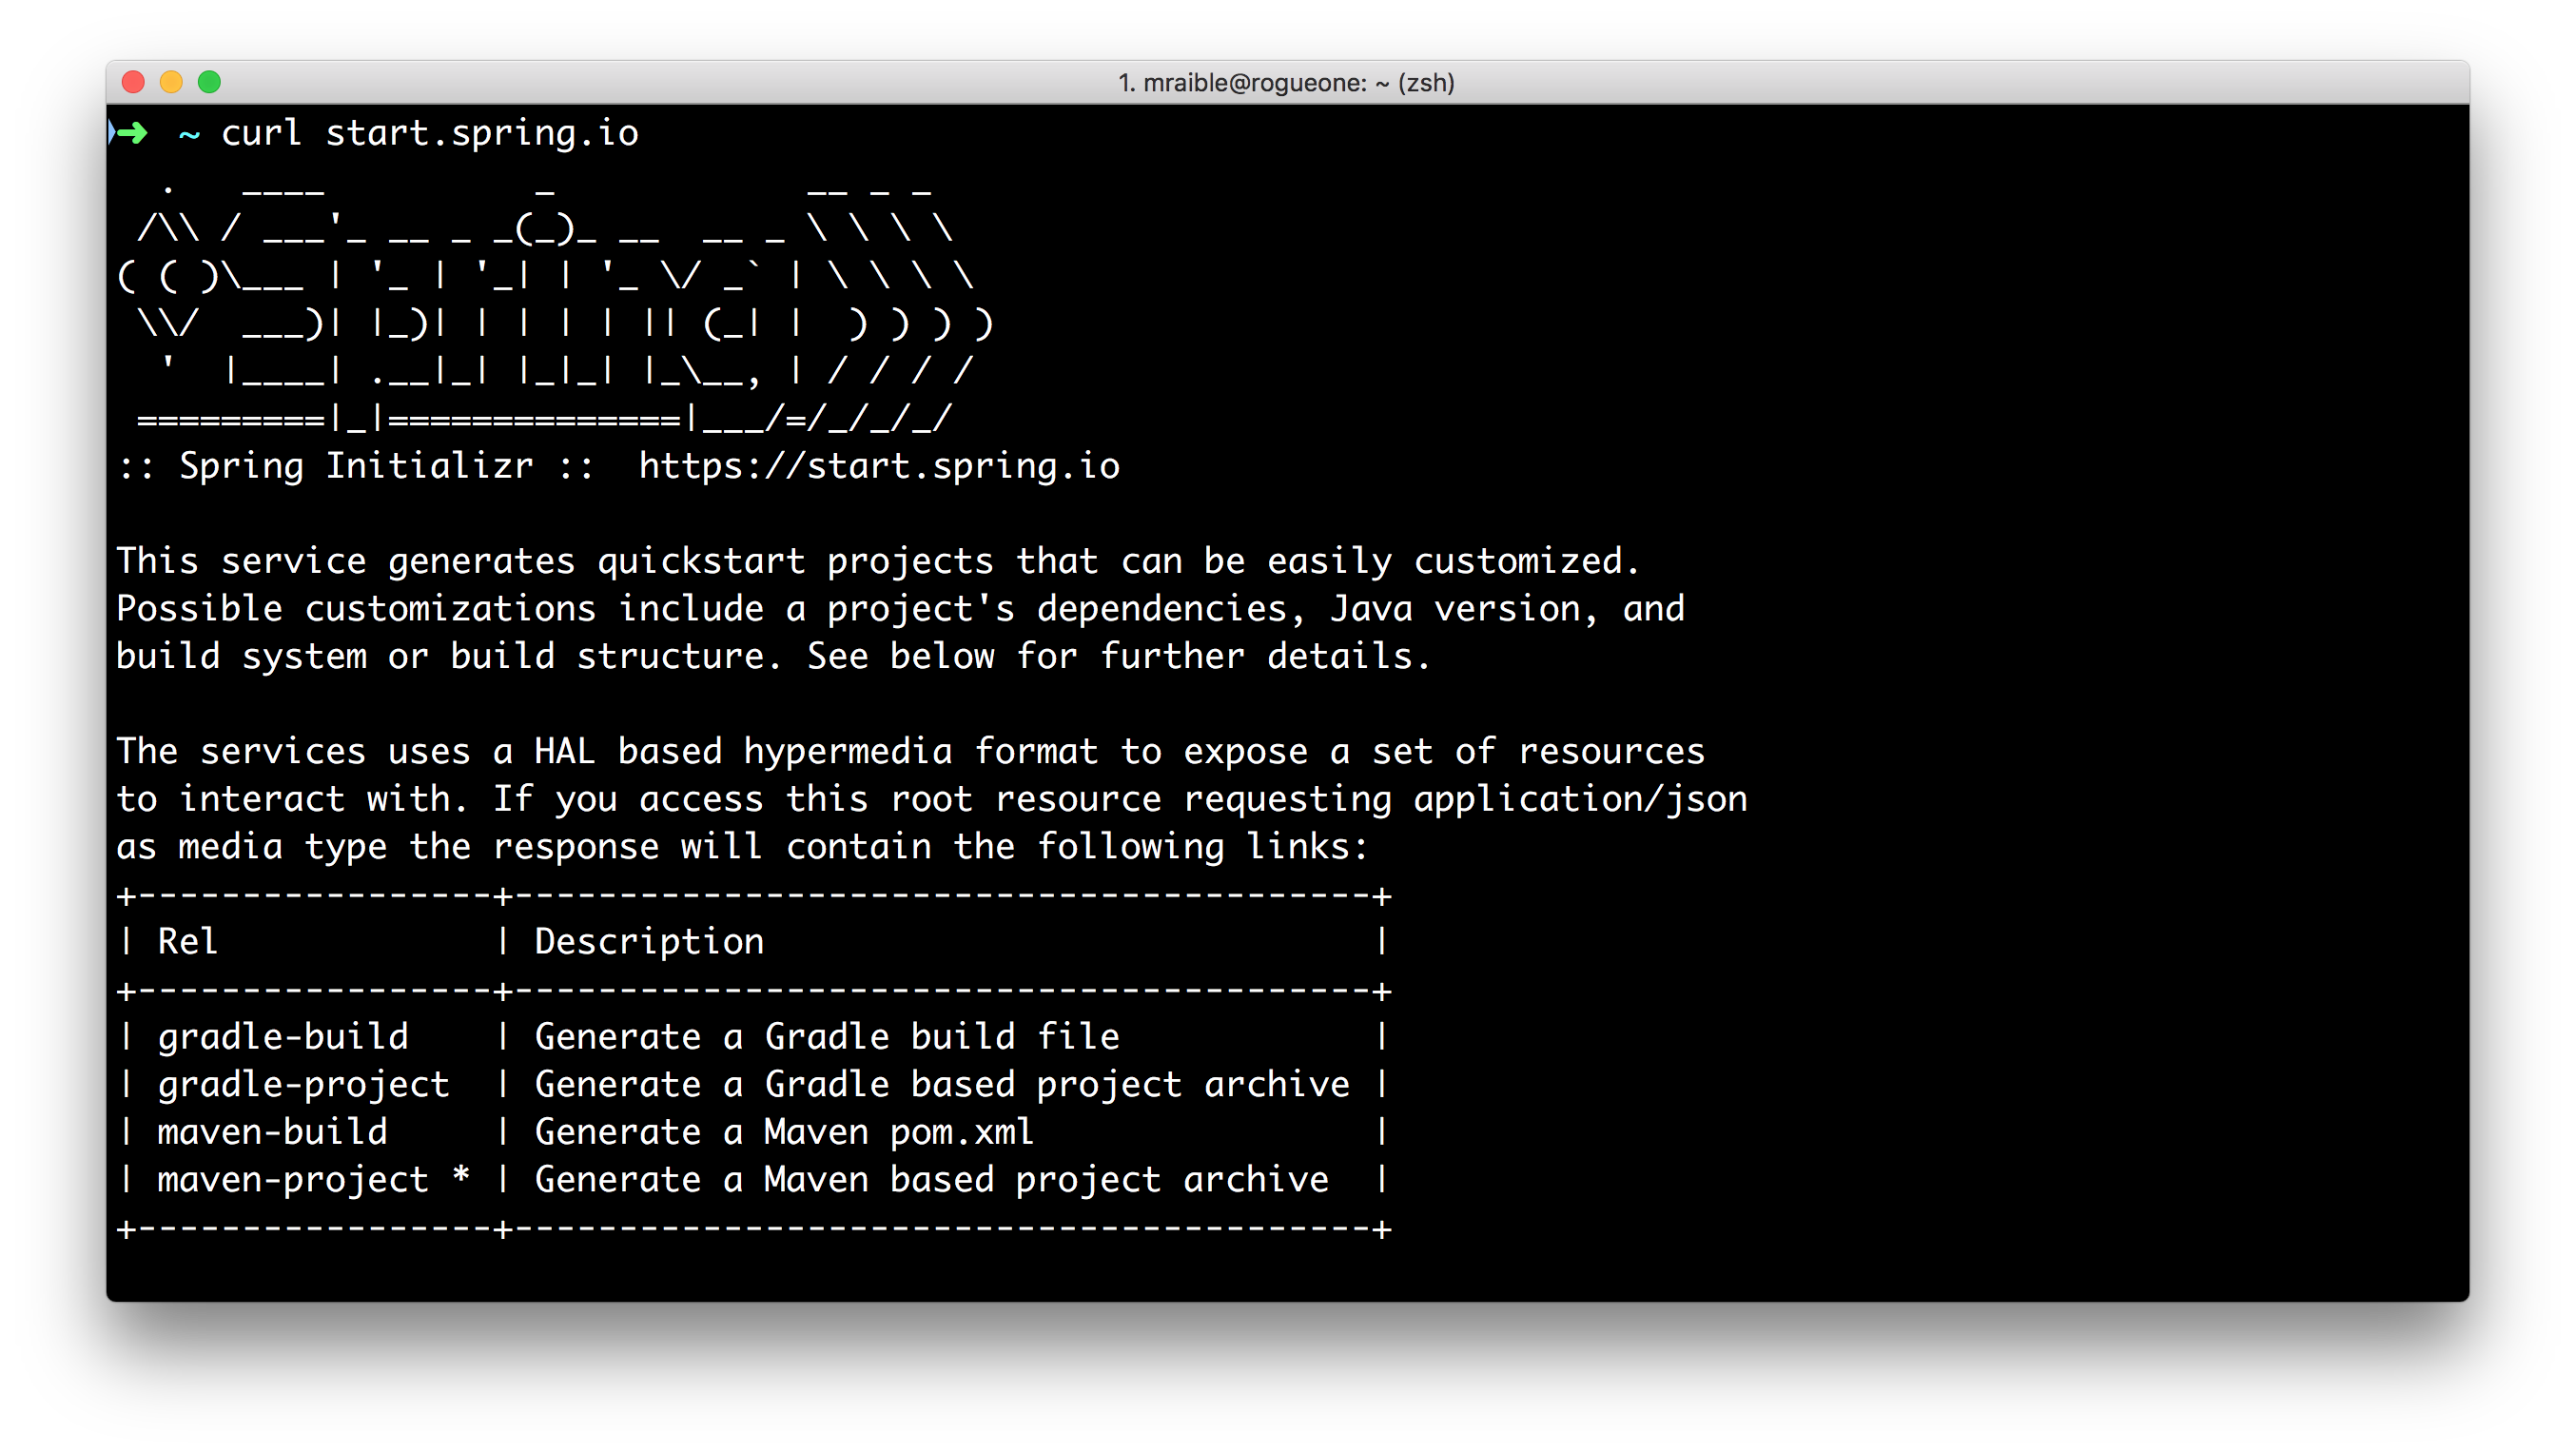 1. mraible@rogueone: ~ (zsh)
➜  ~ curl start.spring.io
  .   ____          _            __ _ _
 /\\ / ___'_ __ _ _(_)_ __  __ _ \ \ \ \
( ( )\___ | '_ | '_| | '_ \/ _` | \ \ \ \
 \\/  ___)| |_)| | | | | || (_| |  ) ) ) )
  '  |____| .__|_| |_|_| |_\__, | / / / /
 =========|_|==============|___/=/_/_/_/
:: Spring Initializr ::  https://start.spring.io

This service generates quickstart projects that can be easily customized.
Possible customizations include a project's dependencies, Java version, and
build system or build structure. See below for further details.

The services uses a HAL based hypermedia format to expose a set of resources
to interact with. If you access this root resource requesting application/json
as media type the response will contain the following links:
+-----------------+-----------------------------------------+
| Rel             | Description                             |
+-----------------+-----------------------------------------+
| gradle-build    | Generate a Gradle build file            |
| gradle-project  | Generate a Gradle based project archive |
| maven-build     | Generate a Maven pom.xml                |
| maven-project * | Generate a Maven based project archive  |
+-----------------+-----------------------------------------+